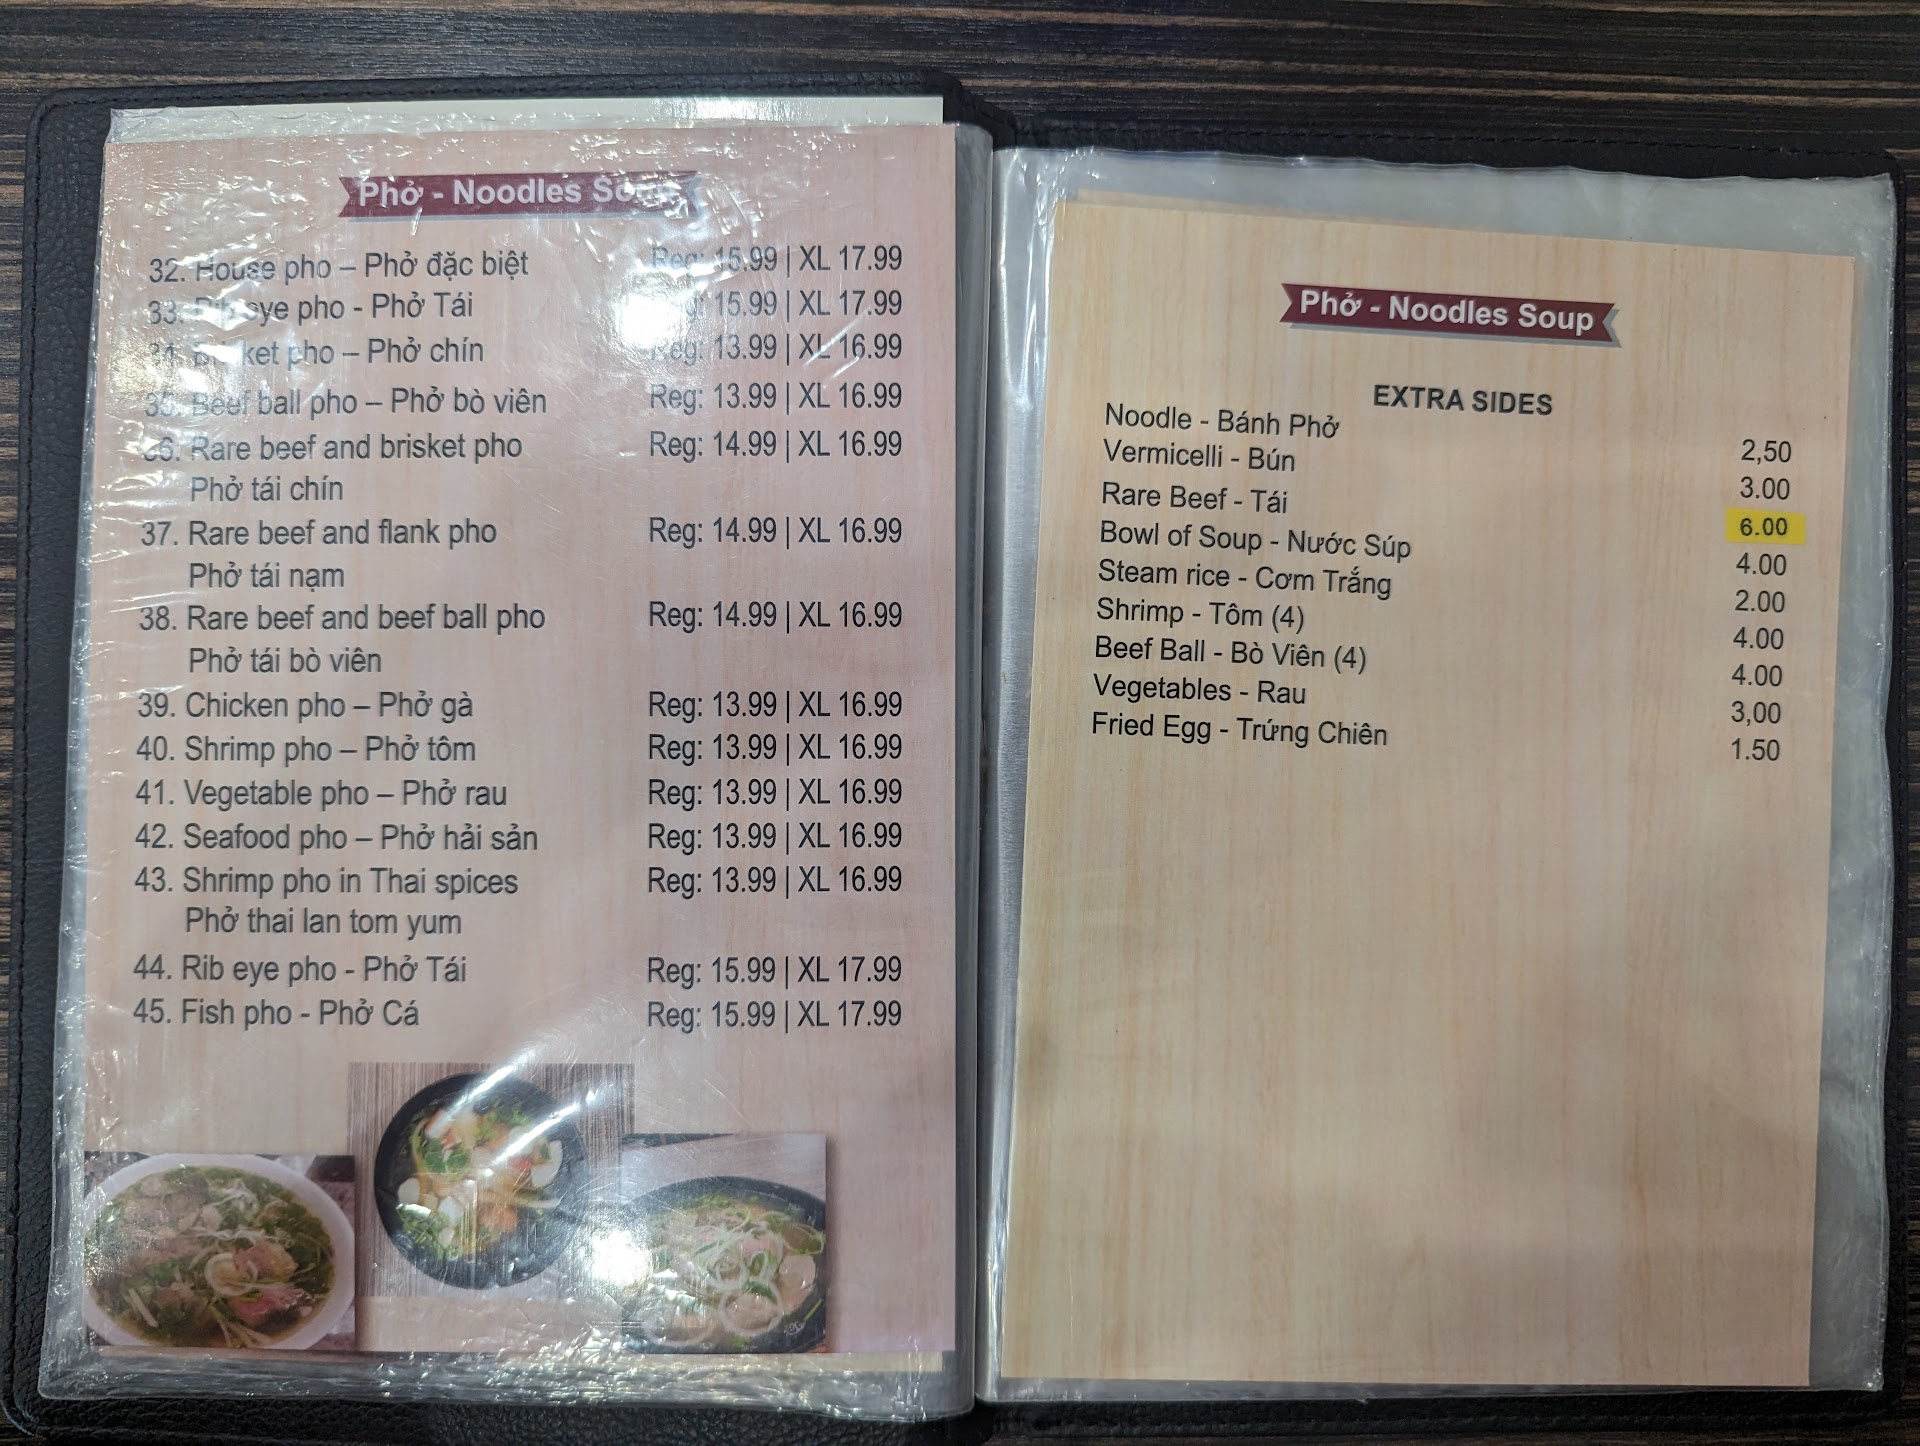 Phở - Noodles Soup
32. House pho – Phở đặc biệt Reg: 15.99 | XL 17.99
33. Rib eye pho - Phở Tái Reg: 15.99 | XL 17.99
34. Brisket pho – Phở chín Reg: 13.99 | XL 16.99
35. Beef ball pho – Phở bò viên Reg: 13.99 | XL 16.99
36. Rare beef and brisket pho Reg: 14.99 | XL 16.99
Phở tái chín
37. Rare beef and flank pho Reg: 14.99 | XL 16.99
Phở tái nạm
38. Rare beef and beef ball pho Reg: 14.99 | XL 16.99
Phở tái bò viên
39. Chicken pho – Phở gà Reg: 13.99 | XL 16.99
40. Shrimp pho – Phở tôm Reg: 13.99 | XL 16.99
41. Vegetable pho – Phở rau Reg: 13.99 | XL 16.99
42. Seafood pho – Phở hải sản Reg: 13.99 | XL 16.99
43. Shrimp pho in Thai spices Reg: 13.99 | XL 16.99
Phở thai lan tom yum
44. Rib eye pho - Phở Tái Reg: 15.99 | XL 17.99
45. Fish pho - Phở Cá Reg: 15.99 | XL 17.99
Phở - Noodles Soup
EXTRA SIDES
Noodle - Bánh Phở 2,50
Vermicelli - Bún 3.00
Rare Beef - Tái 6.00
Bowl of Soup - Nước Súp 4.00
Steam rice - Cơm Trắng 2.00
Shrimp - Tôm (4) 4.00
Beef Ball - Bò Viên (4) 4.00
Vegetables - Rau 3,00
Fried Egg - Trứng Chiên 1.50